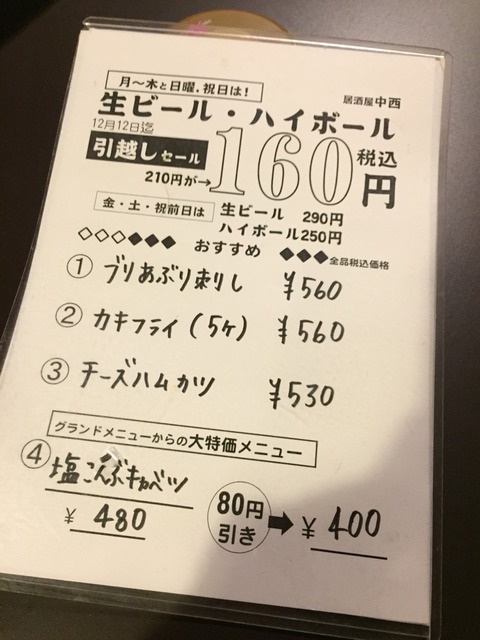 月〜木と日曜、祝日は!
居酒屋 中西
生ビール・ハイボール
12月12日迄
引越しセール
210円が→
160円
税込
金・土・祝前日は
生ビール 290円
ハイボール250円
◇◇◇◆◆◆ おすすめ ◆◆◆全品税込価格
① ブリあぶり刺し ¥560
② カキフライ (5ヶ) ¥560
③ チーズハムカツ ¥530
グランドメニューからの大特価メニュー
④ 塩こんぶキャベツ
¥ 480
80円引き
➡ ¥ 400